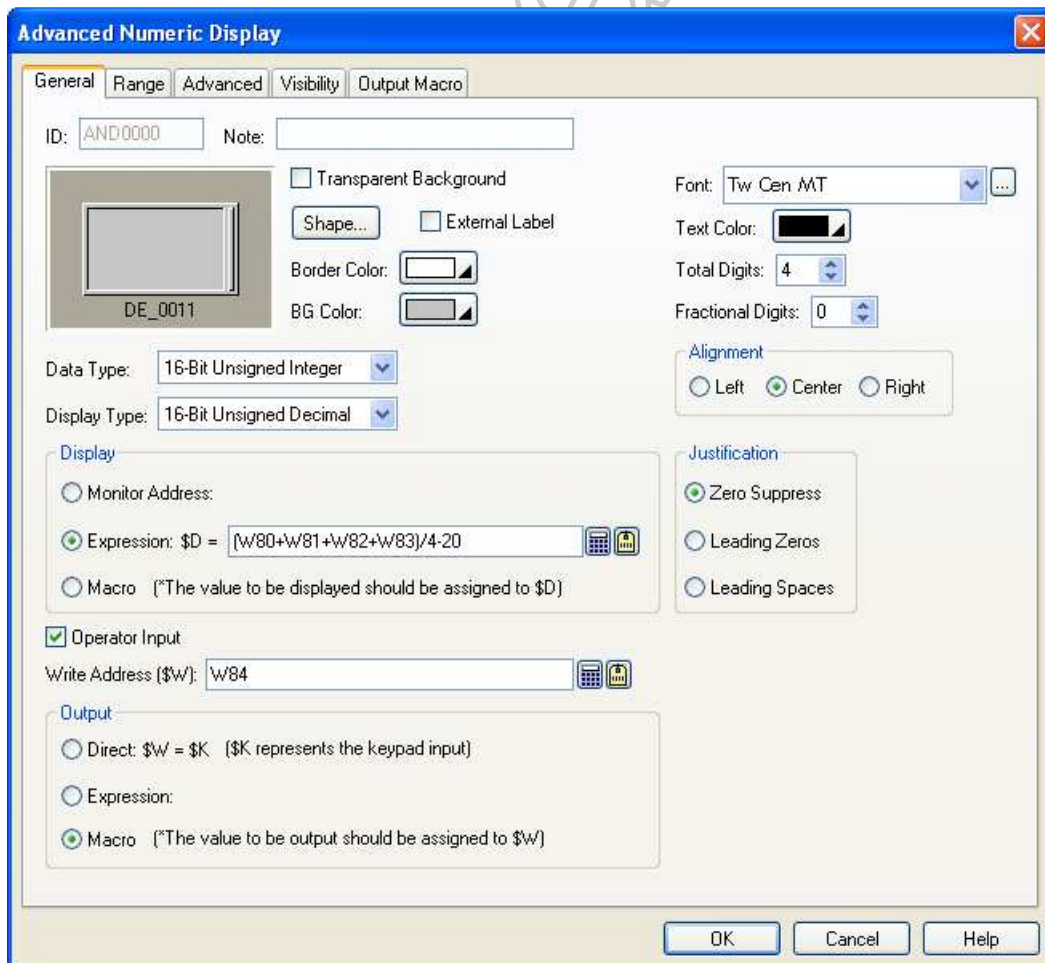 Advanced Numeric Display
General Range Advanced Visibility Output Macro
ID: AND0000 Note:
Transparent Background
Font: Tw Cen MT ...
Shape... External Label
Text Color:
Border Color:
Total Digits: 4
DE_0011
BG Color:
Fractional Digits: 0
Data Type: 16-Bit Unsigned Integer
Alignment
Left Center Right
Display Type: 16-Bit Unsigned Decimal
Display
Justification
Monitor Address:
Zero Suppress
Expression: $D = (W80+W81+W82+W83)/4-20
Leading Zeros
Macro (*The value to be displayed should be assigned to $D)
Leading Spaces
Operator Input
Write Address ($W): W84
Output
Direct: $W = $K ($K represents the keypad input)
Expression:
Macro (*The value to be output should be assigned to $W)
OK Cancel Help